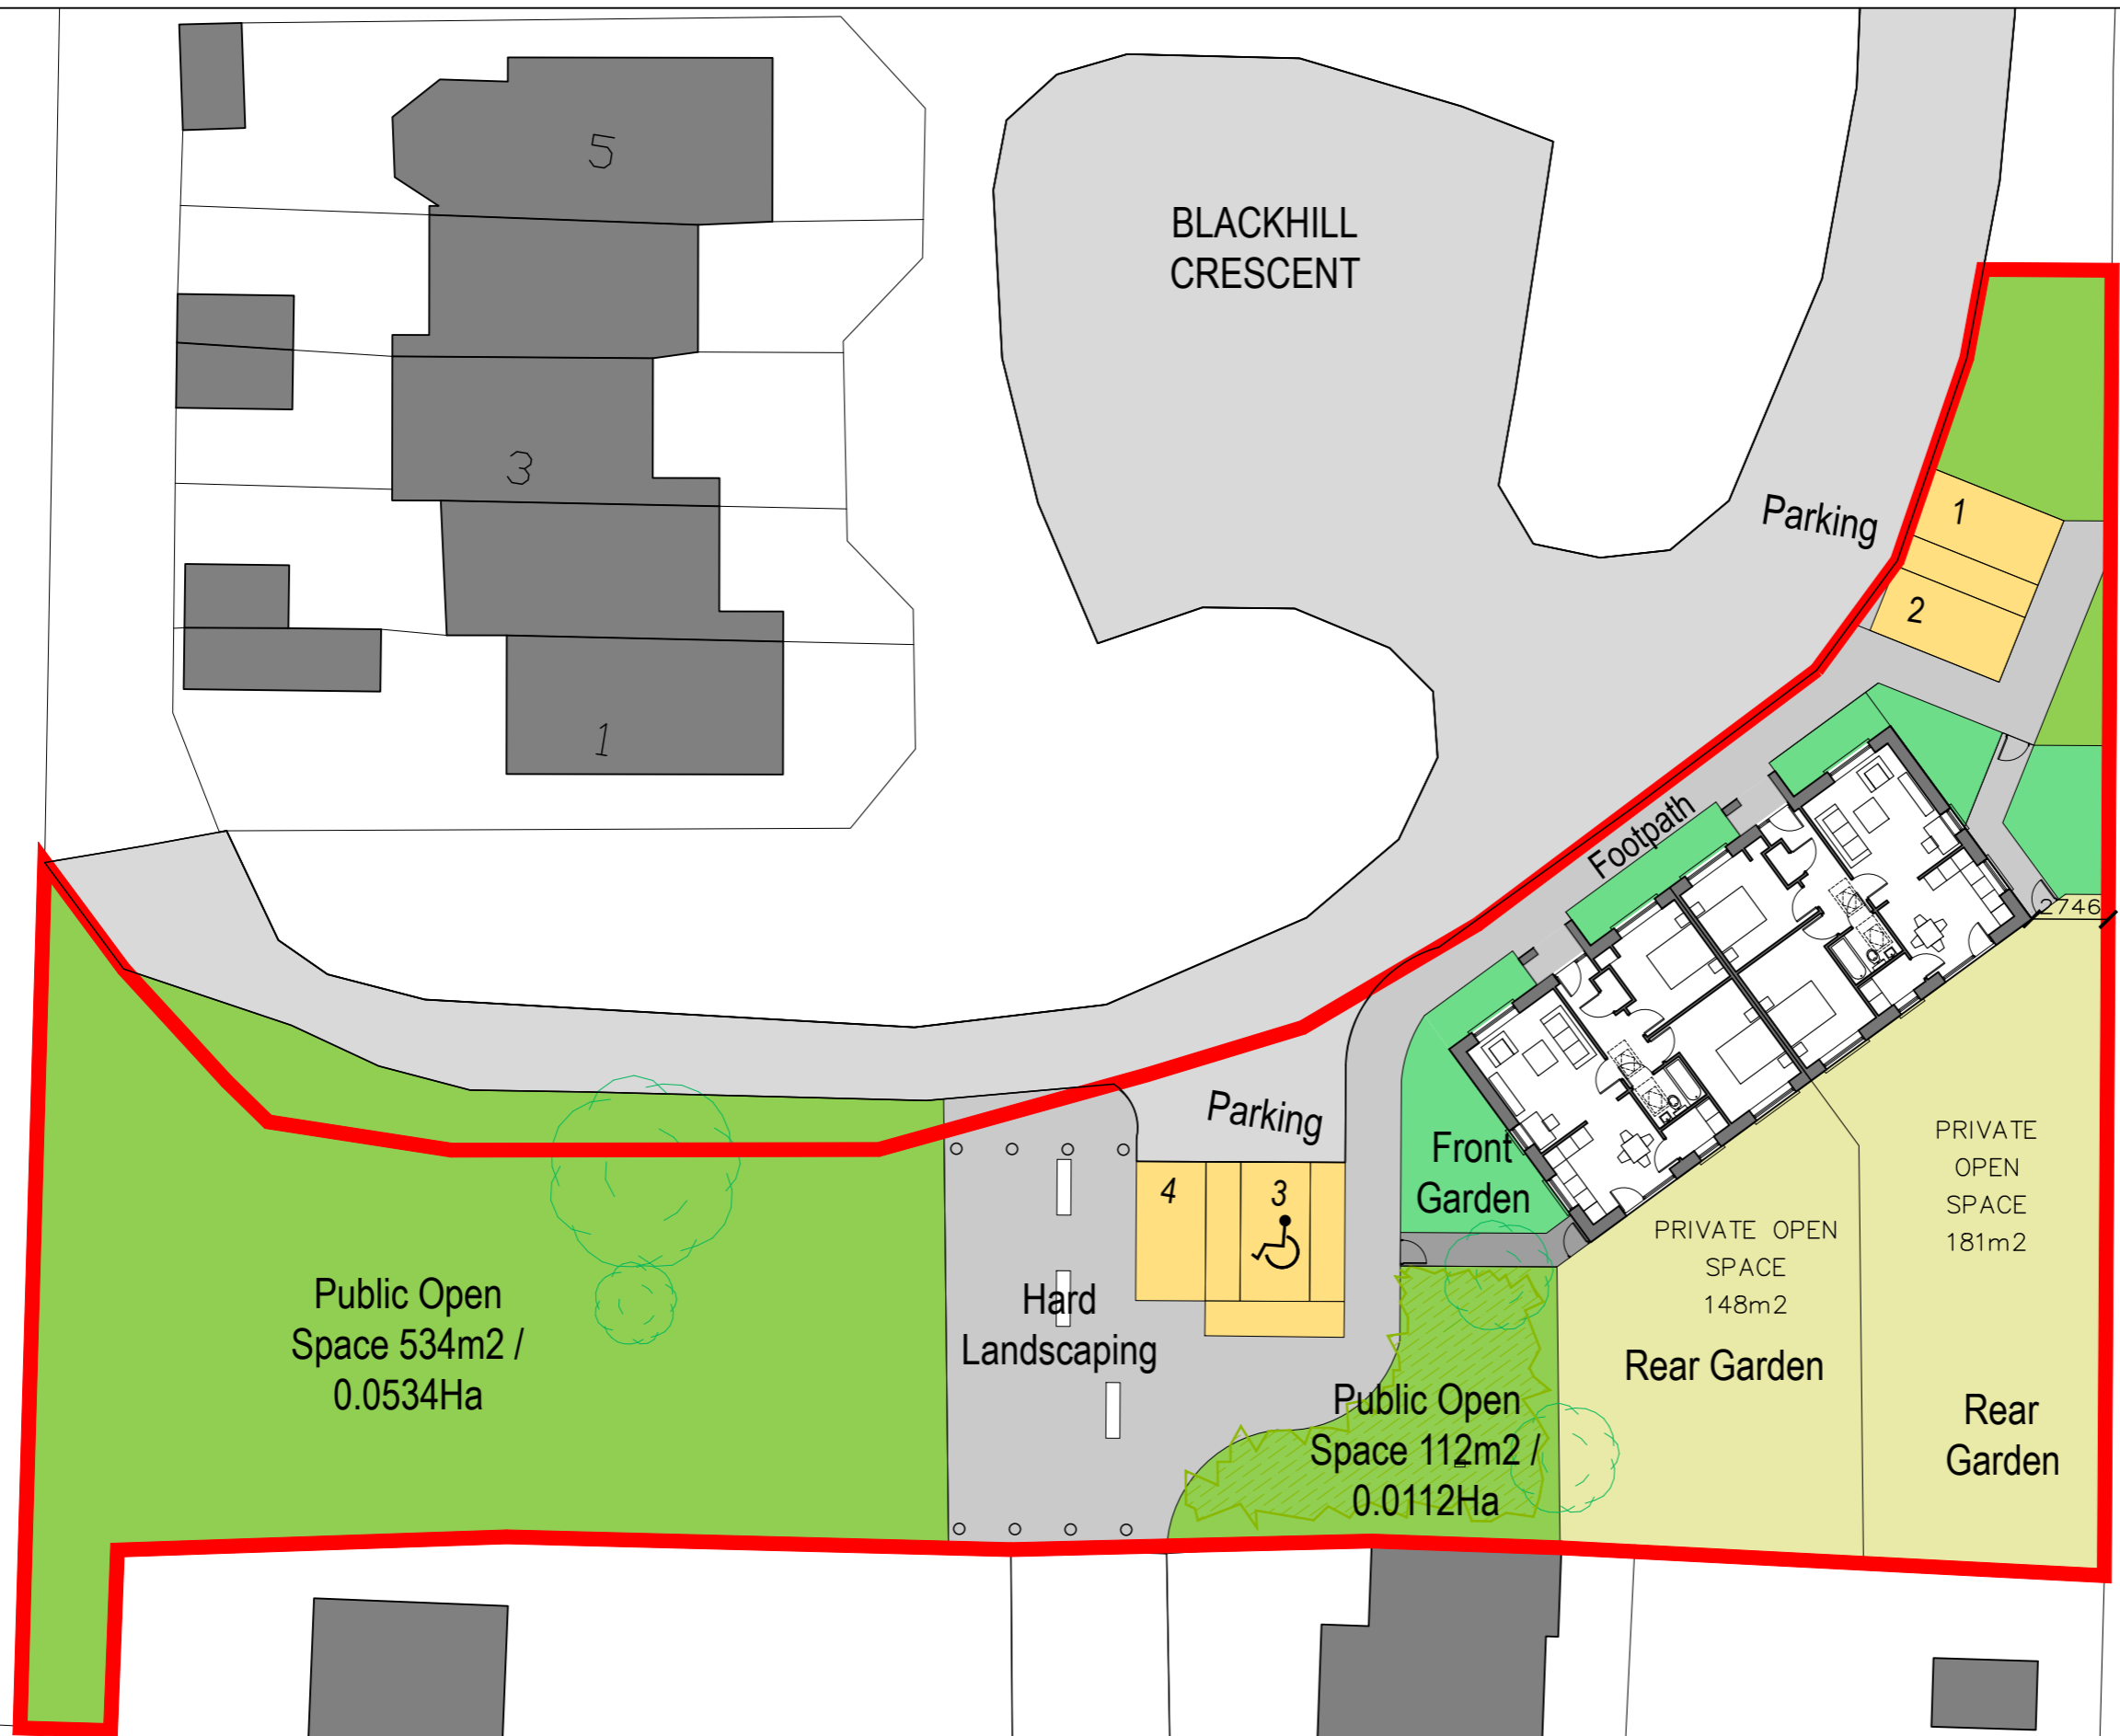 5
BLACKHILL
CRESCENT
3
Parking
1
2
1
Footpath
2746
Parking
4
3
Front
Garden
PRIVATE
OPEN
SPACE
181m2
PRIVATE OPEN
SPACE
148m2
Rear Garden
Public Open
Space 534m2 /
0.0534Ha
Hard
Landscaping
Public Open
Space 112m2 /
0.0112Ha
Rear
Garden